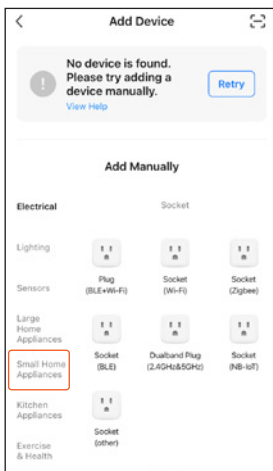 Add Device
No device is found.
Please try adding a
device manually.
View Help
Retry
Add Manually
Electrical
Socket
Lighting
Sensors
Large
Home
Appliances
Small Home
Appliances
Kitchen
Appliances
Exercise
& Health
Plug
(BLE+Wi-Fi)
Socket
(Wi-Fi)
Socket
(Zigbee)
Socket
(BLE)
Dualband Plug
(2.4GHz&5GHz)
Socket
(NB-IoT)
Socket
(other)